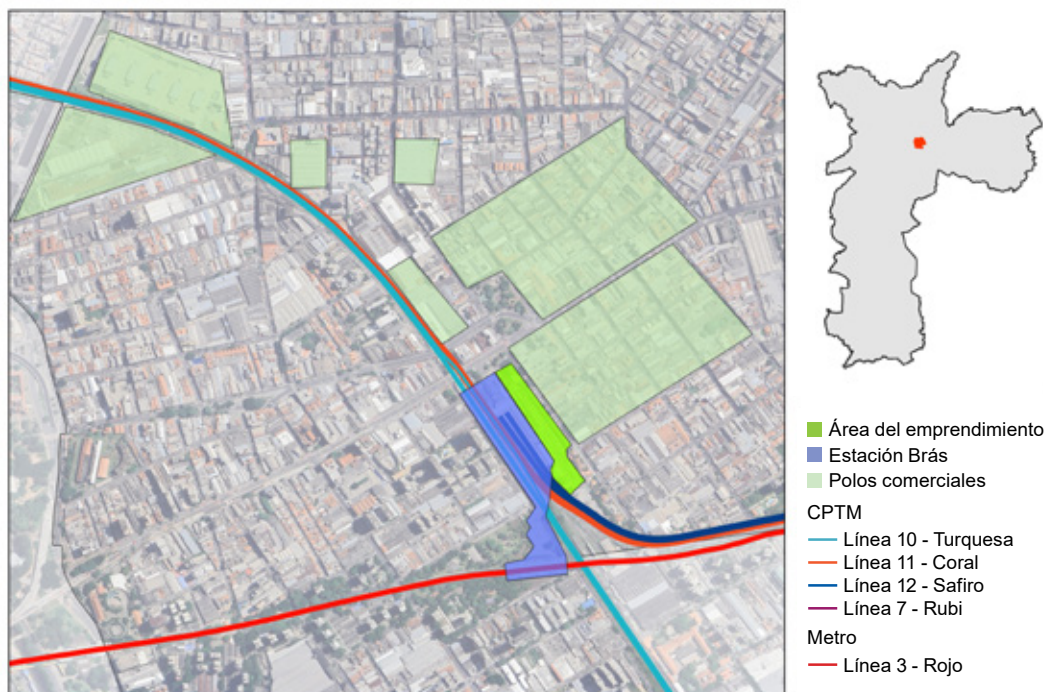 Área del emprendimiento
Estación Brás
Polos comerciales
CPTM
Línea 10 - Turquesa
Línea 11 - Coral
Línea 12 - Safiro
Línea 7 - Rubi
Metro
Línea 3 - Rojo